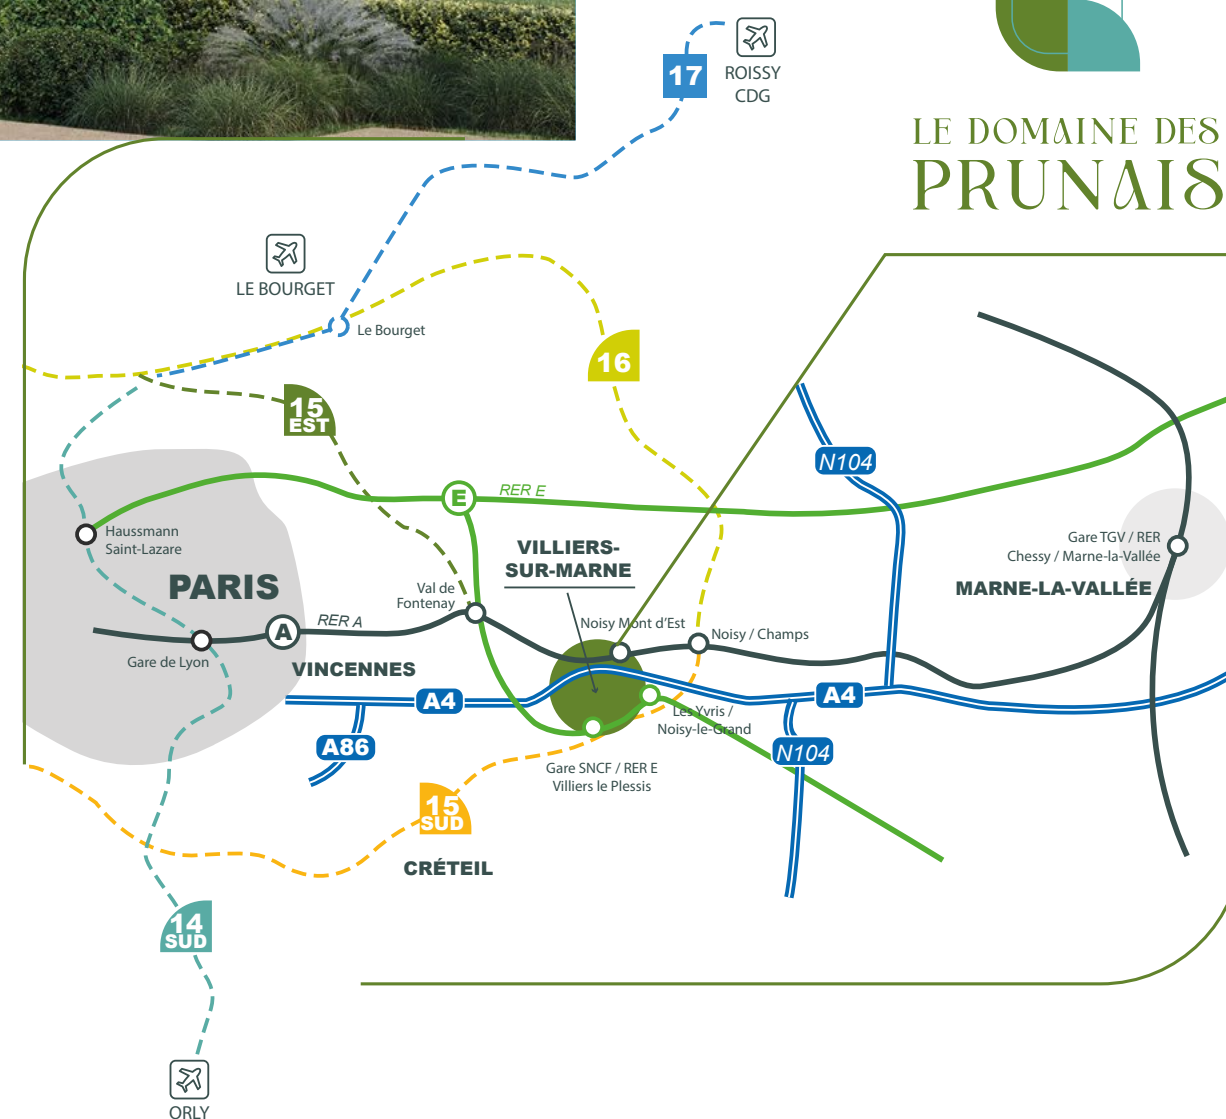 17
ROISSY
CDG
LE DOMAINE DES
PRUNAIS
LE BOURGET
Le Bourget
16
15
EST
N104
E
RER E
Haussmann
Saint-Lazare
VILLIERS-
SUR-MARNE
Gare TGV / RER
Chessy / Marne-la-Vallée
MARNE-LA-VALLÉE
PARIS
Val de
Fontenay
A
RER A
Noisy Mont d'Est
Noisy / Champs
Gare de Lyon
VINCENNES
A4
A4
Les Yvris /
Noisy-le-Grand
A86
N104
Gare SNCF / RER E
Villiers le Plessis
15
SUD
CRÉTEIL
14
SUD
ORLY